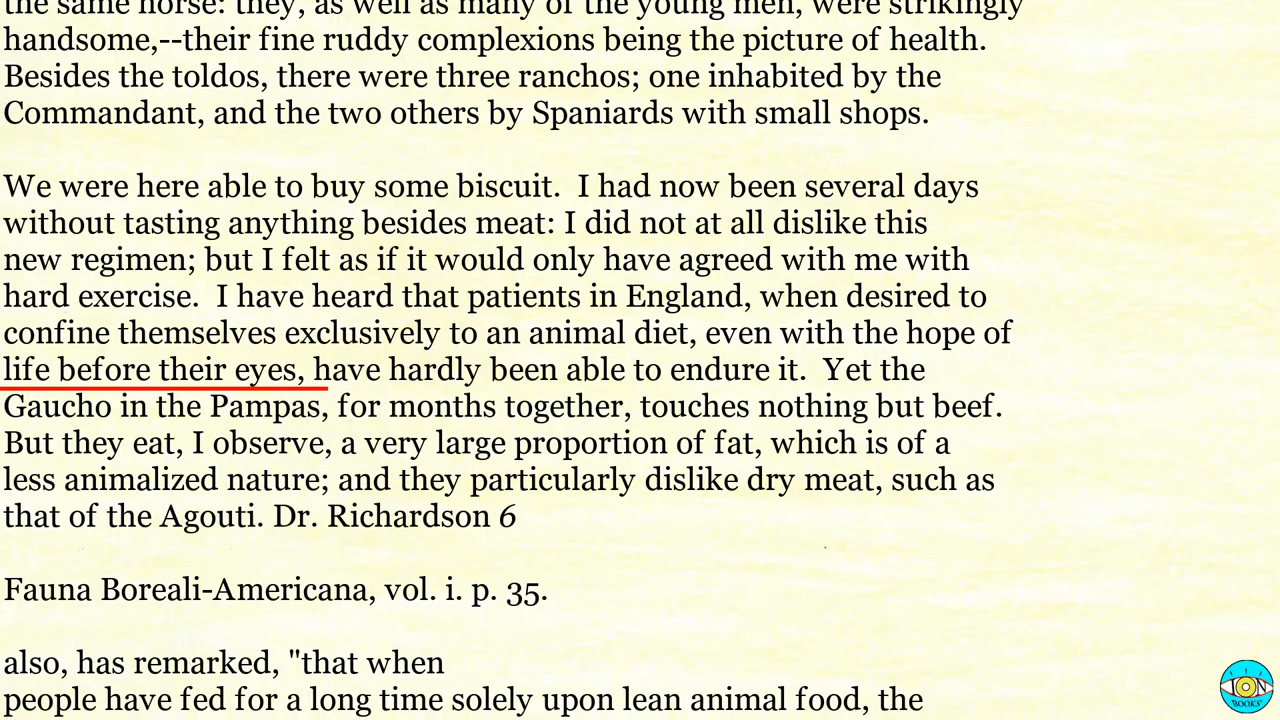 the same horse: they, as well as many of the young men, were strikingly
handsome,--their fine ruddy complexions being the picture of health.
Besides the toldos, there were three ranchos; one inhabited by the
Commandant, and the two others by Spaniards with small shops.
We were here able to buy some biscuit.  I had now been several days
without tasting anything besides meat: I did not at all dislike this
new regimen; but I felt as if it would only have agreed with me with
hard exercise.  I have heard that patients in England, when desired to
confine themselves exclusively to an animal diet, even with the hope of
life before their eyes, have hardly been able to endure it.  Yet the
Gaucho in the Pampas, for months together, touches nothing but beef.
But they eat, I observe, a very large proportion of fat, which is of a
less animalized nature; and they particularly dislike dry meat, such as
that of the Agouti. Dr. Richardson 6
Fauna Boreali-Americana, vol. i. p. 35.
also, has remarked, "that when
people have fed for a long time solely upon lean animal food, the
ION
BOOKS